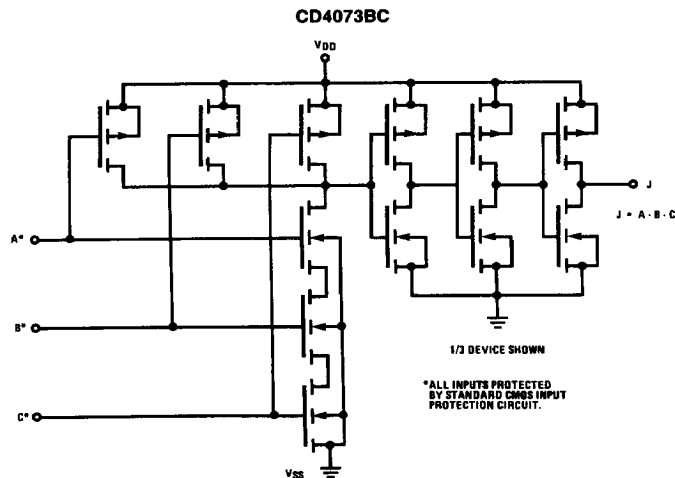 CD4073BC
VDD
J
J = A · B · C
A*
B*
C*
1/3 DEVICE SHOWN
*ALL INPUTS PROTECTED
BY STANDARD CMOS INPUT
PROTECTION CIRCUIT.
VSS